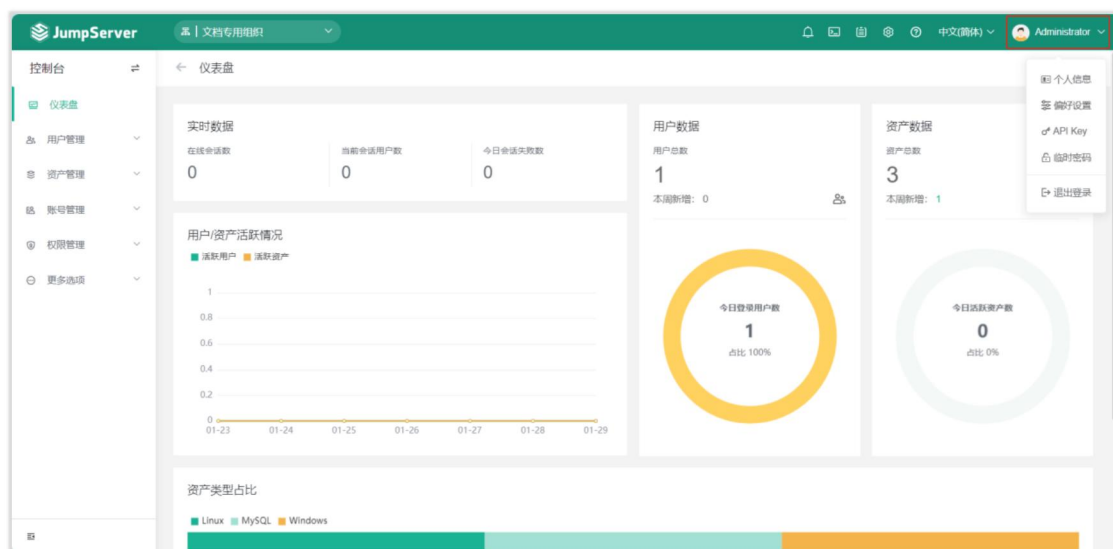 JumpServer
文档专用组织
中文(简体)
Administrator
控制台
仪表盘
个人信息
偏好设置
API Key
临时密码
退出登录
仪表盘
用户管理
资产管理
账号管理
权限管理
更多选项
实时数据
在线会话数
当前会话用户数
今日会话失败数
0
0
0
用户数据
用户总数
1
本周新增: 0
资产数据
资产总数
3
本周新增: 1
用户/资产活跃情况
活跃用户
活跃资产
1
0.8
0.6
0.4
0.2
0
01-23
01-24
01-25
01-26
01-27
01-28
01-29
今日登录用户数
1
占比 100%
今日活跃资产数
0
占比 0%
资产类型占比
Linux
MySQL
Windows